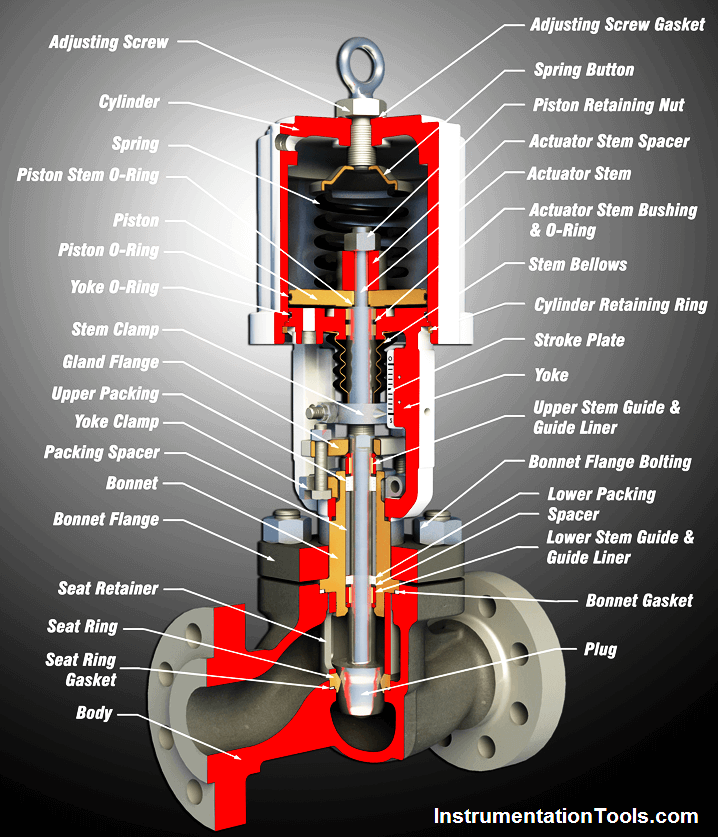 Adjusting Screw
Cylinder
Spring
Piston Stem O-Ring
Piston
Piston O-Ring
Yoke O-Ring
Stem Clamp
Gland Flange
Upper Packing
Yoke Clamp
Packing Spacer
Bonnet
Bonnet Flange
Seat Retainer
Seat Ring
Seat Ring
Gasket
Body
Adjusting Screw Gasket
Spring Button
Piston Retaining Nut
Actuator Stem Spacer
Actuator Stem
Actuator Stem Bushing
& O-Ring
Stem Bellows
Cylinder Retaining Ring
Stroke Plate
Yoke
Upper Stem Guide &
Guide Liner
Bonnet Flange Bolting
Lower Packing
Spacer
Lower Stem Guide &
Guide Liner
Bonnet Gasket
Plug
InstrumentationTools.com